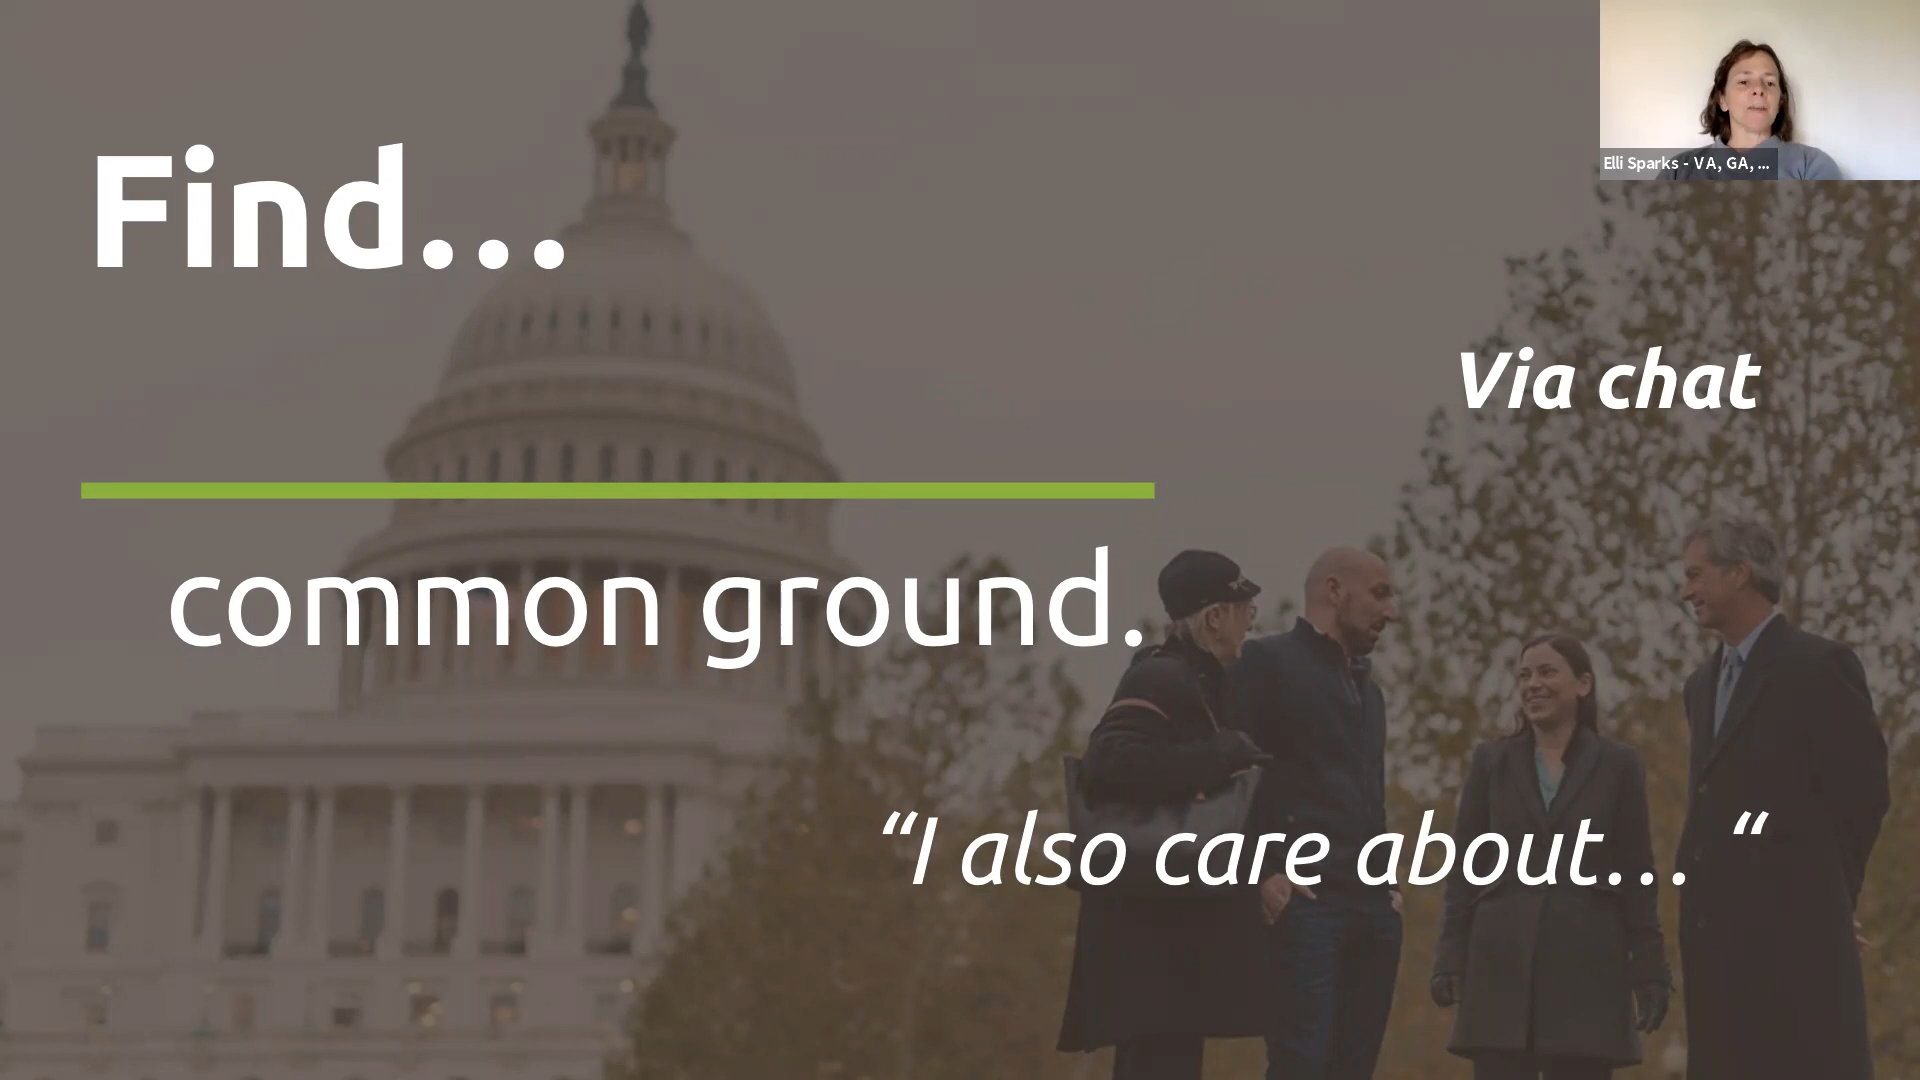 Elli Sparks - VA, GA, ...
Find...
Via chat
common ground.
“I also care about... “